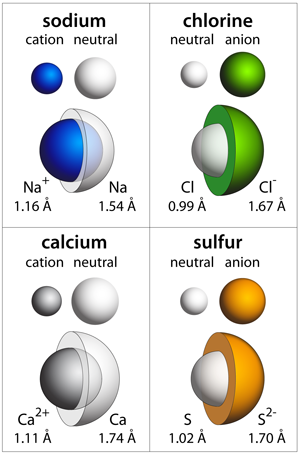 sodium
cation neutral
Na+ Na
1.16 Å 1.54 Å
chlorine
neutral anion
Cl Cl-
0.99 Å 1.67 Å
calcium
cation neutral
Ca2+ Ca
1.11 Å 1.74 Å
sulfur
neutral anion
S S2-
1.02 Å 1.70 Å